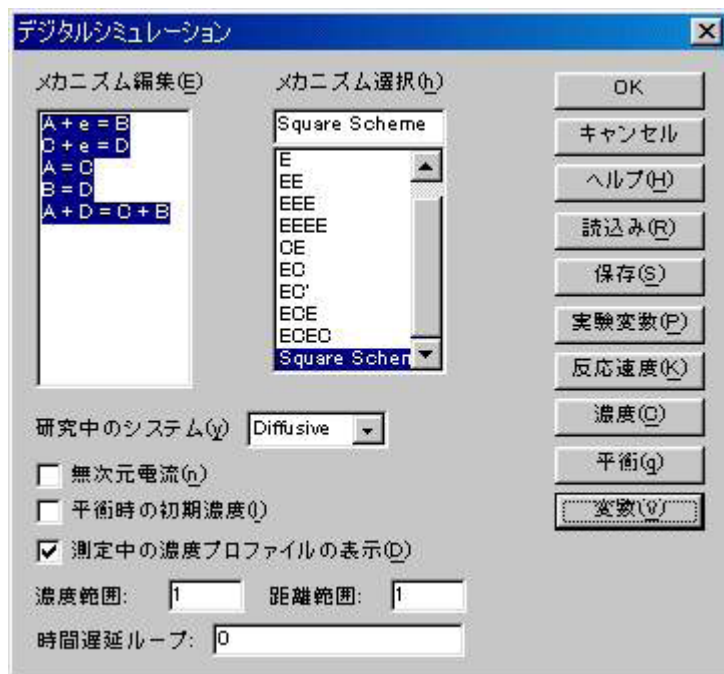 デジタルシミュレーション
メカニズム編集(E)
A + e = B
C + e = D
A = C
B = D
A + D = C + B
メカニズム選択(h)
Square Scheme
E
EE
EEE
EEEE
CE
EC
EC'
ECE
ECEC
Square Schem
OK
キャンセル
ヘルプ(H)
読込み(R)
保存(S)
実験変数(P)
反応速度(K)
濃度(C)
平衡(q)
変数(V)
研究中のシステム(y) Diffusive
無次元電流(n)
平衡時の初期濃度(I)
測定中の濃度プロファイルの表示(D)
濃度範囲: 1 距離範囲: 1
時間遅延ループ: 0